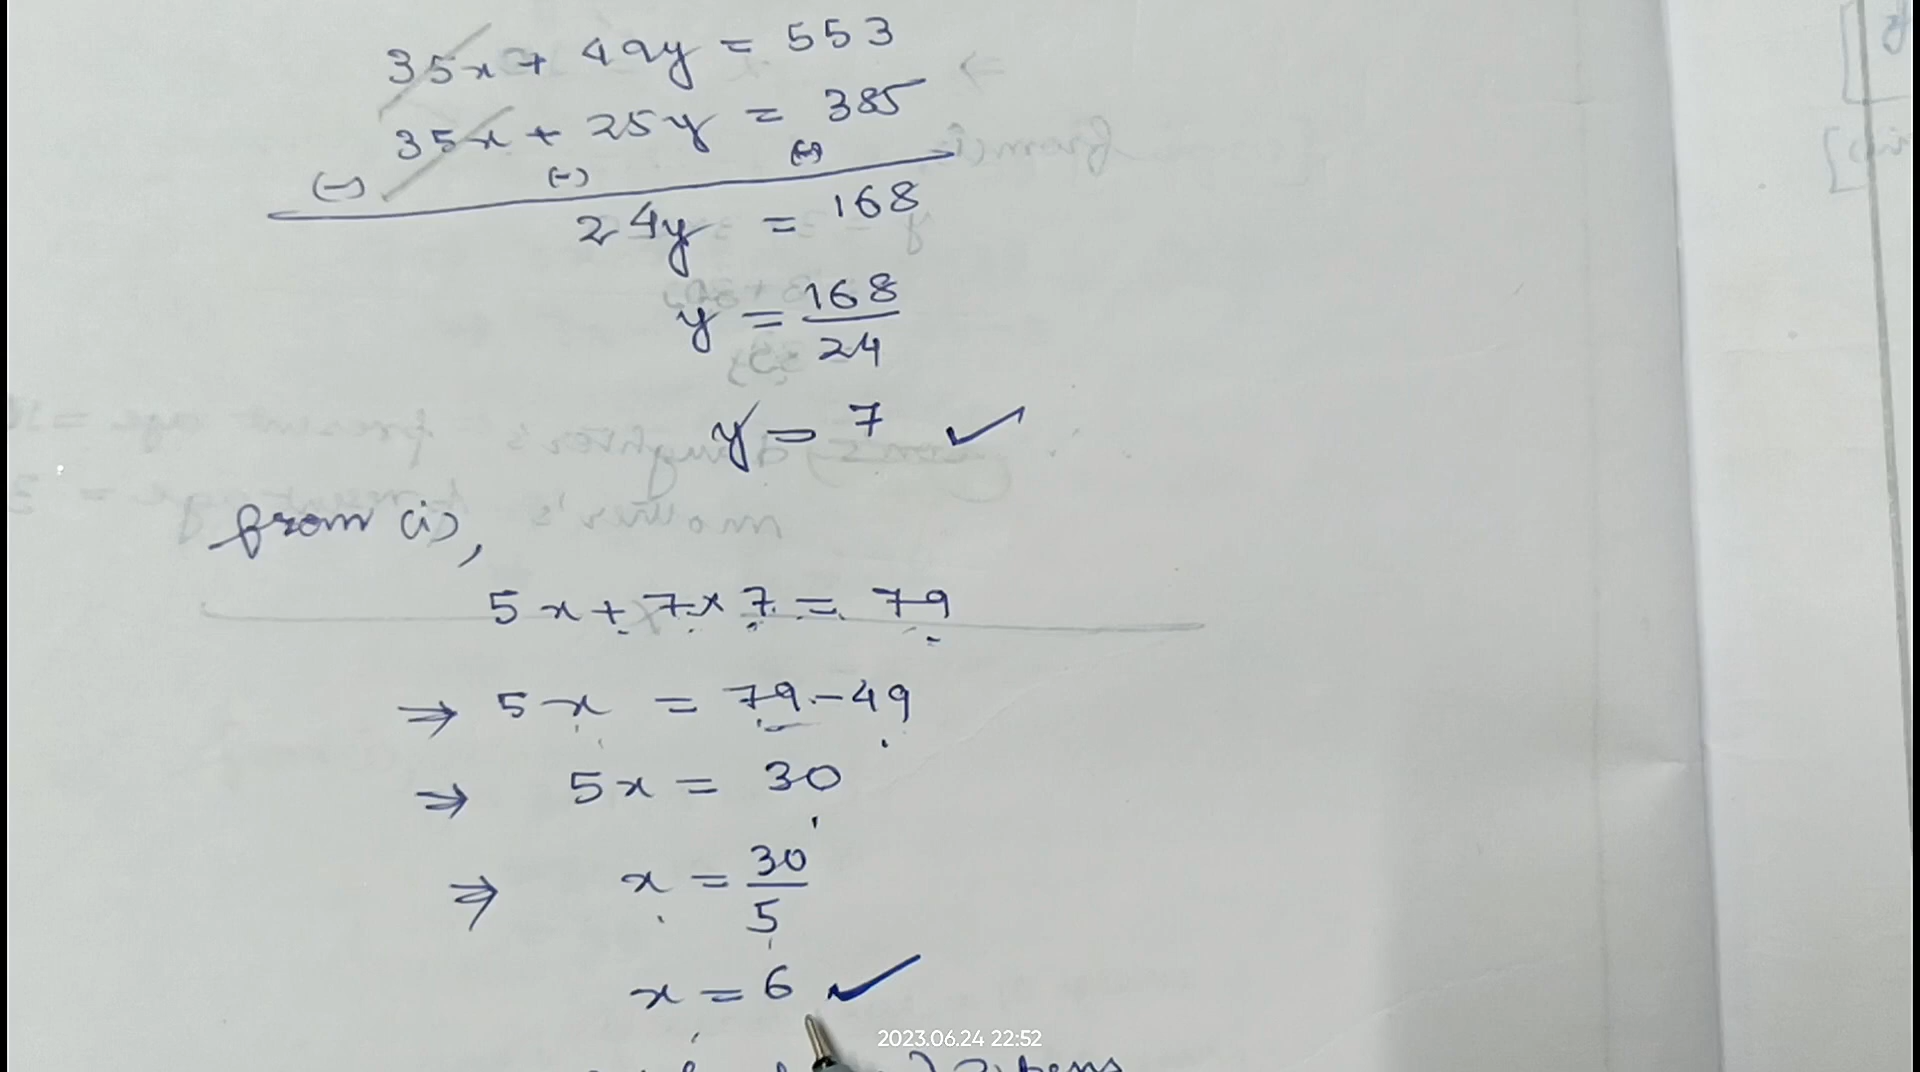 35x + 49y = 553
35x + 25y = 385
(-) (-) (-)
24y = 168
y = 168/24
y = 7 ✓
from (i),
5x + 7 × 7 = 79
⇒ 5x = 79 - 49
⇒ 5x = 30
⇒ x = 30/5
x = 6 ✓
2023.06.24 22:52